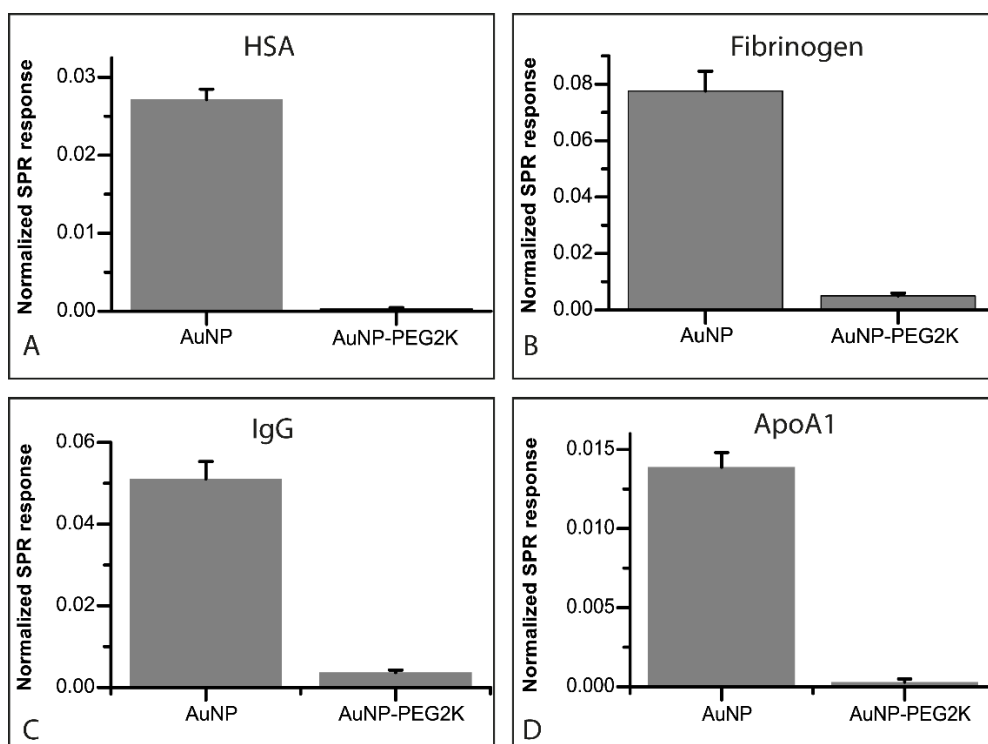 HSA
Normalized SPR response
0.03
0.02
0.01
0.00
AuNP
AuNP-PEG2K
A
Fibrinogen
Normalized SPR response
0.08
0.06
0.04
0.02
0.00
AuNP
AuNP-PEG2K
B
IgG
Normalized SPR response
0.06
0.04
0.02
0.00
AuNP
AuNP-PEG2K
C
ApoA1
Normalized SPR response
0.015
0.010
0.005
0.000
AuNP
AuNP-PEG2K
D